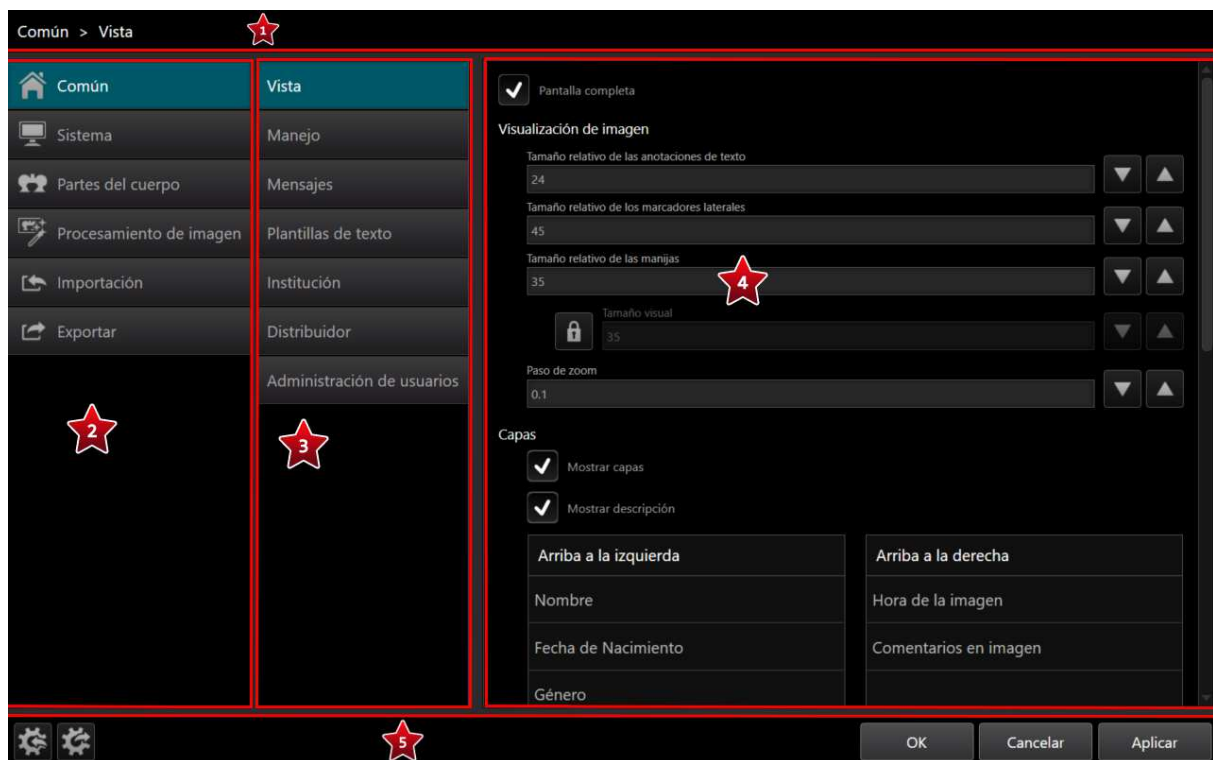 Común > Vista
1
Común
Sistema
Partes del cuerpo
Procesamiento de imagen
Importación
Exportar
2
Vista
Manejo
Mensajes
Plantillas de texto
Institución
Distribuidor
Administración de usuarios
3
Pantalla completa
Visualización de imagen
Tamaño relativo de las anotaciones de texto
24
Tamaño relativo de los marcadores laterales
45
Tamaño relativo de las manijas
35
4
Tamaño visual
35
Paso de zoom
0.1
Capas
Mostrar capas
Mostrar descripción
Arriba a la izquierda
Nombre
Fecha de Nacimiento
Género
Arriba a la derecha
Hora de la imagen
Comentarios en imagen
5
OK
Cancelar
Aplicar